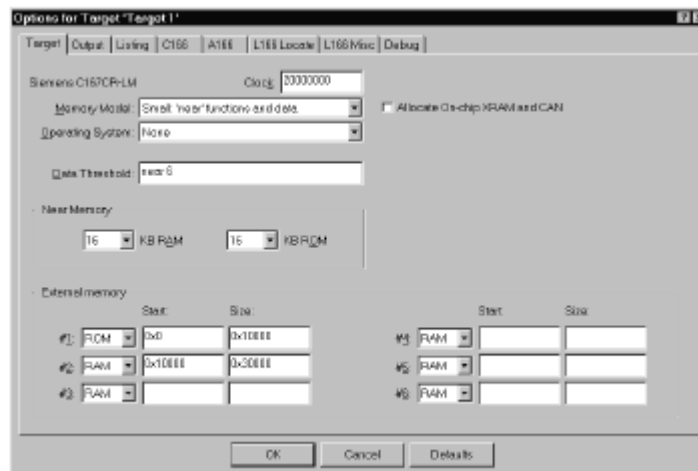 Options for Target 'Target 1'
Target Output Listing C166 A166 L166 Locate L166 Misc Debug
Siemens C167CR-LM Clock: 20000000
Memory Model: Small: 'near' functions and data Allocate On-chip XRAM and CAN
Operating System: None
Data Threshold: near 6
Near Memory
16 KB RAM 16 KB ROM
External memory
Start: Size: Start: Size:
#1: ROM 0x0 0x10000 #4: RAM
#2: RAM 0x10000 0x30000 #5: RAM
#3: RAM #6: RAM
OK Cancel Defaults